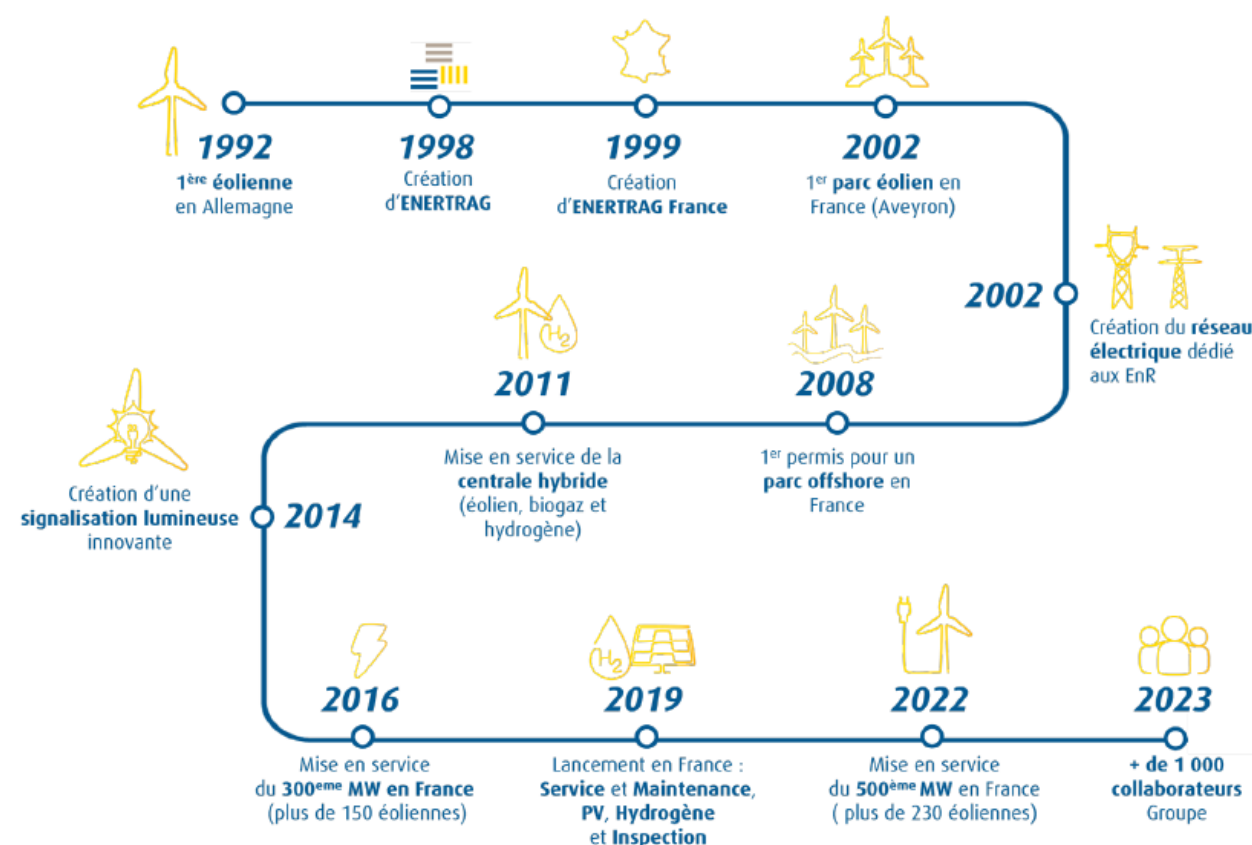 1992
1ère éolienne
en Allemagne
1998
Création
d'ENERTRAG
1999
Création
d'ENERTRAG France
2002
1er parc éolien en
France (Aveyron)
2002
Création du réseau
électrique dédié
aux EnR
2008
1er permis pour un
parc offshore en
France
H2
2011
Mise en service de la
centrale hybride
(éolien, biogaz et
hydrogène)
2014
Création d'une
signalisation lumineuse
innovante
2016
Mise en service
du 300eme MW en France
(plus de 150 éoliennes)
H2
2019
Lancement en France :
Service et Maintenance,
PV, Hydrogène
et Inspection
2022
Mise en service
du 500ème MW en France
( plus de 230 éoliennes)
2023
+ de 1 000
collaborateurs
Groupe